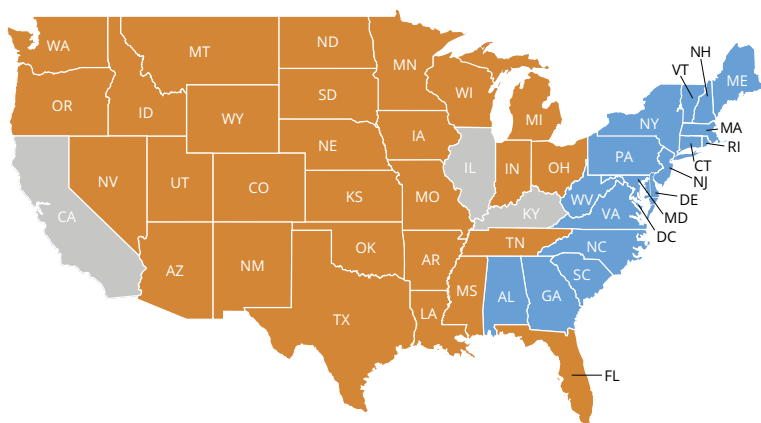 WA
MT
ND
MN
OR
ID
WY
SD
WI
MI
NH
VT
ME
NY
MA
RI
CT
NJ
PA
IA
NE
NV
UT
CO
KS
MO
IL
IN
OH
WV
VA
DE
MD
DC
CA
KY
AZ
NM
OK
AR
TN
NC
SC
TX
LA
MS
AL
GA
FL